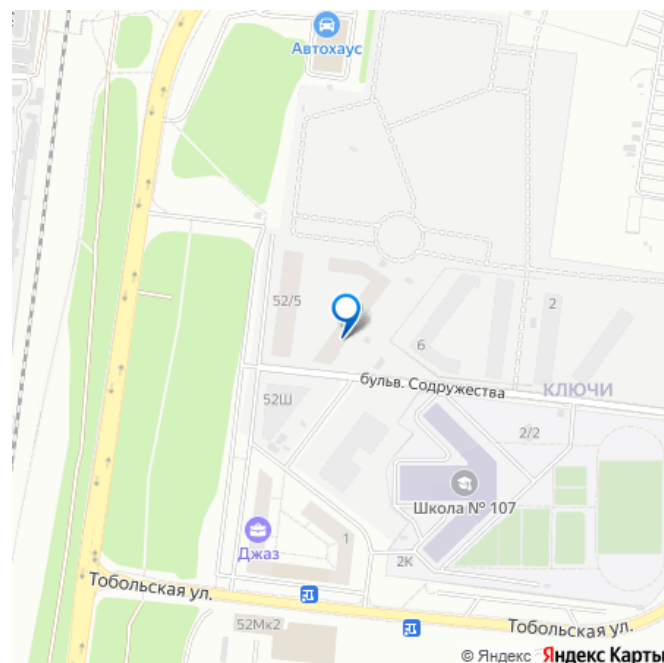 Автохаус
52/5
2
6
бульв. Содружества
КЛЮЧИ
52Ш
2/2
Школа № 107
Джаз
1
2К
Тобольская ул.
52Мк2
Тобольская ул.
© Яндекс Яндекс Карты